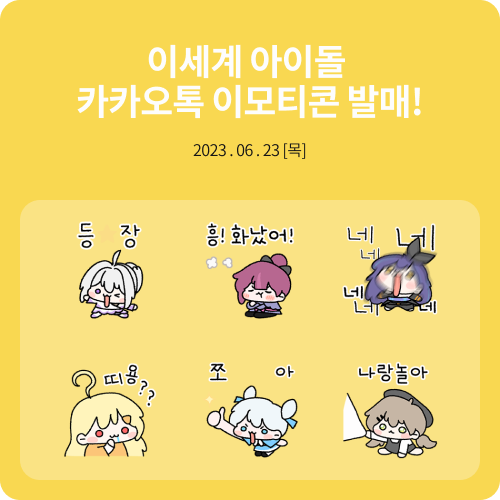 이세계 아이돌
카카오톡 이모티콘 발매!
2023 . 06 . 23 [목]
등 장
흥! 화났어!
네 네
네
네 네
네
띠용??
쪼 아
나랑놀아